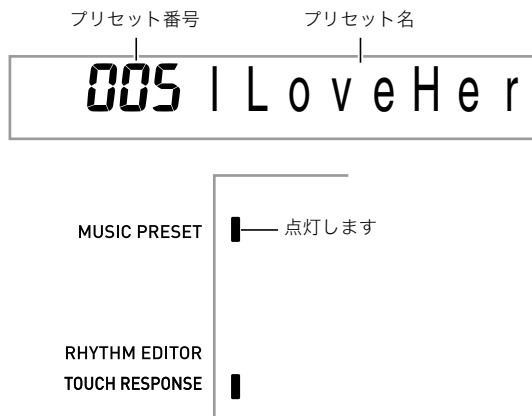 プリセット番号 プリセット名
005 I LoveHer
MUSIC PRESET 点灯します
RHYTHM EDITOR
TOUCH RESPONSE